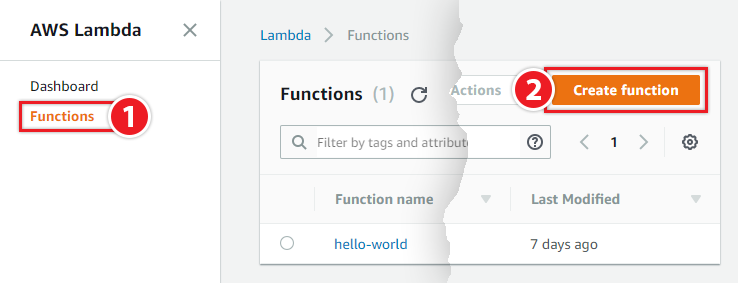 AWS Lambda
Dashboard
Functions 1
Lambda > Functions
Functions (1) Actions 2 Create function
Filter by tags and attribute 1
Function name Last Modified
hello-world 7 days ago